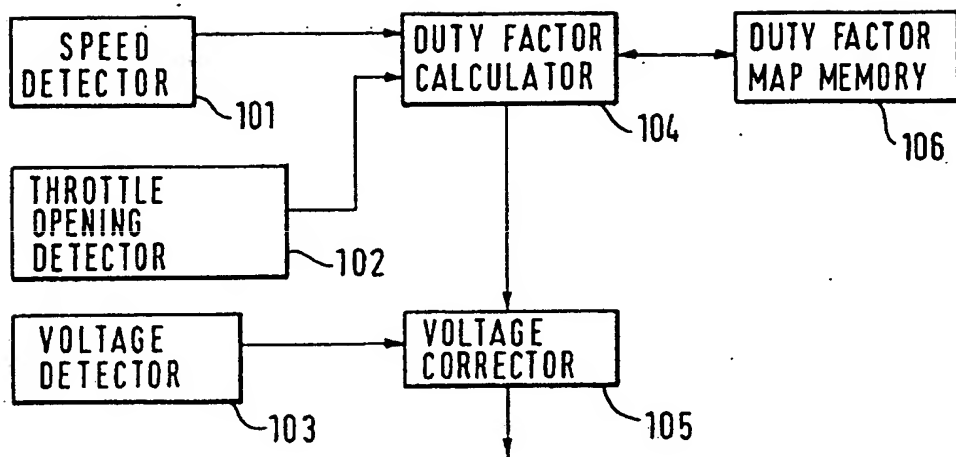 SPEED
DETECTOR
101
DUTY FACTOR
CALCULATOR
104
DUTY FACTOR
MAP MEMORY
106
THROTTLE
OPENING
DETECTOR
102
VOLTAGE
DETECTOR
103
VOLTAGE
CORRECTOR
105